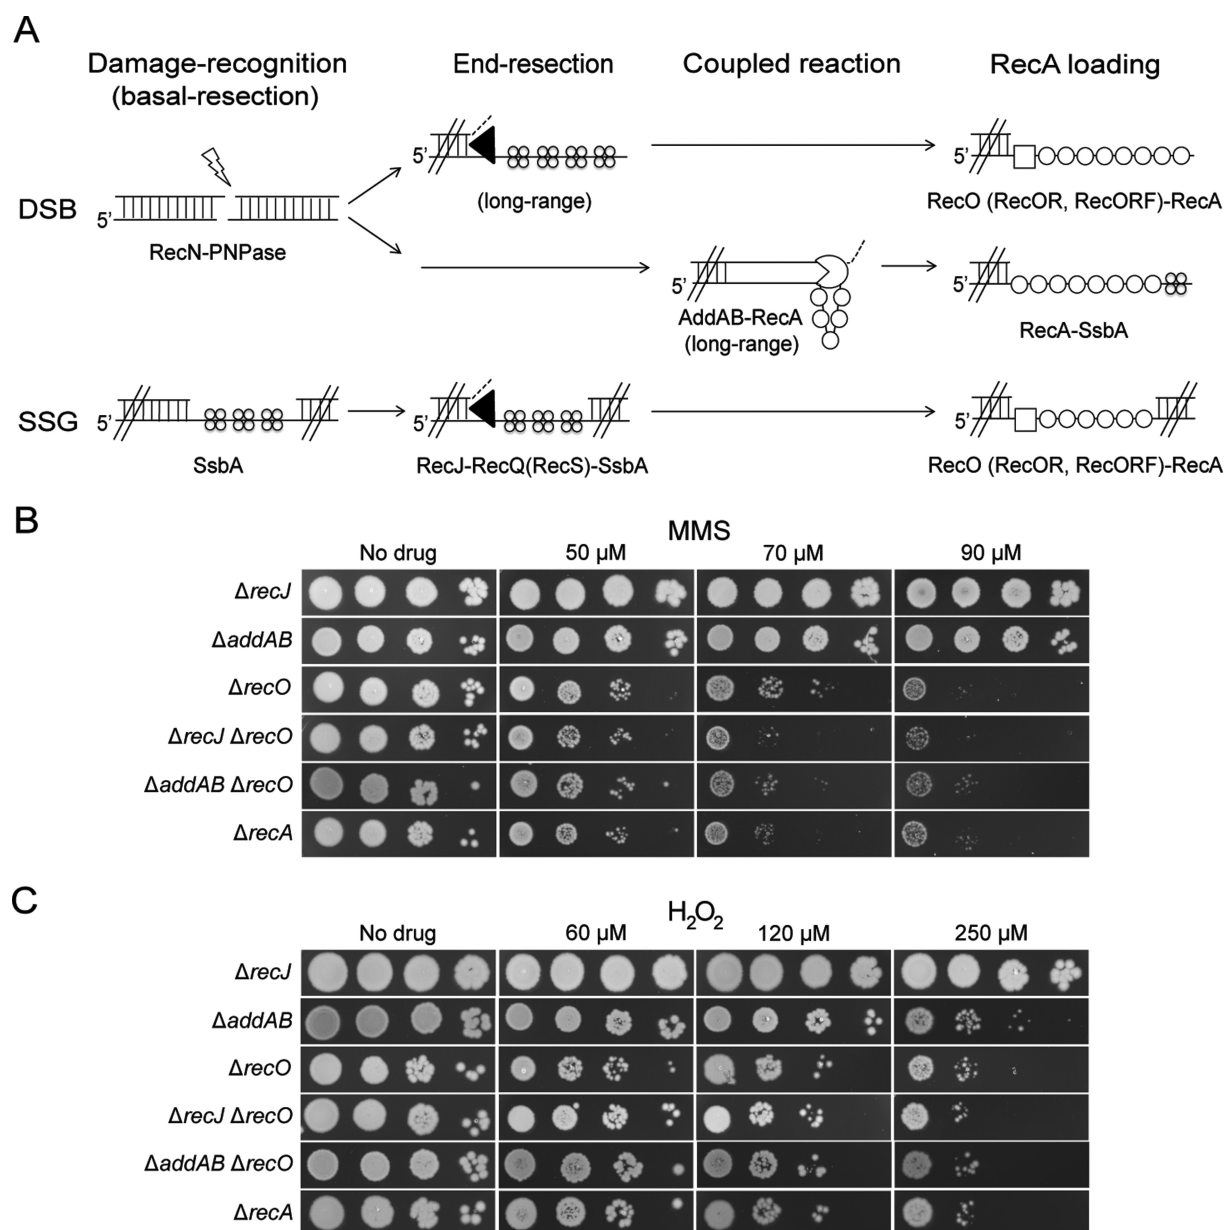 A
Damage-recognition
(basal-resection)
End-resection
Coupled reaction
RecA loading
5'
(long-range)
5'
RecO (RecOR, RecORF)-RecA
DSB
5'
RecN-PNPase
5'
AddAB-RecA
(long-range)
5'
RecA-SsbA
SSG
5'
SsbA
5'
RecJ-RecQ(RecS)-SsbA
5'
RecO (RecOR, RecORF)-RecA
B
MMS
No drug
50 µM
70 µM
90 µM
ΔrecJ
ΔaddAB
ΔrecO
ΔrecJ ΔrecO
ΔaddAB ΔrecO
ΔrecA
C
H2O2
No drug
60 µM
120 µM
250 µM
ΔrecJ
ΔaddAB
ΔrecO
ΔrecJ ΔrecO
ΔaddAB ΔrecO
ΔrecA